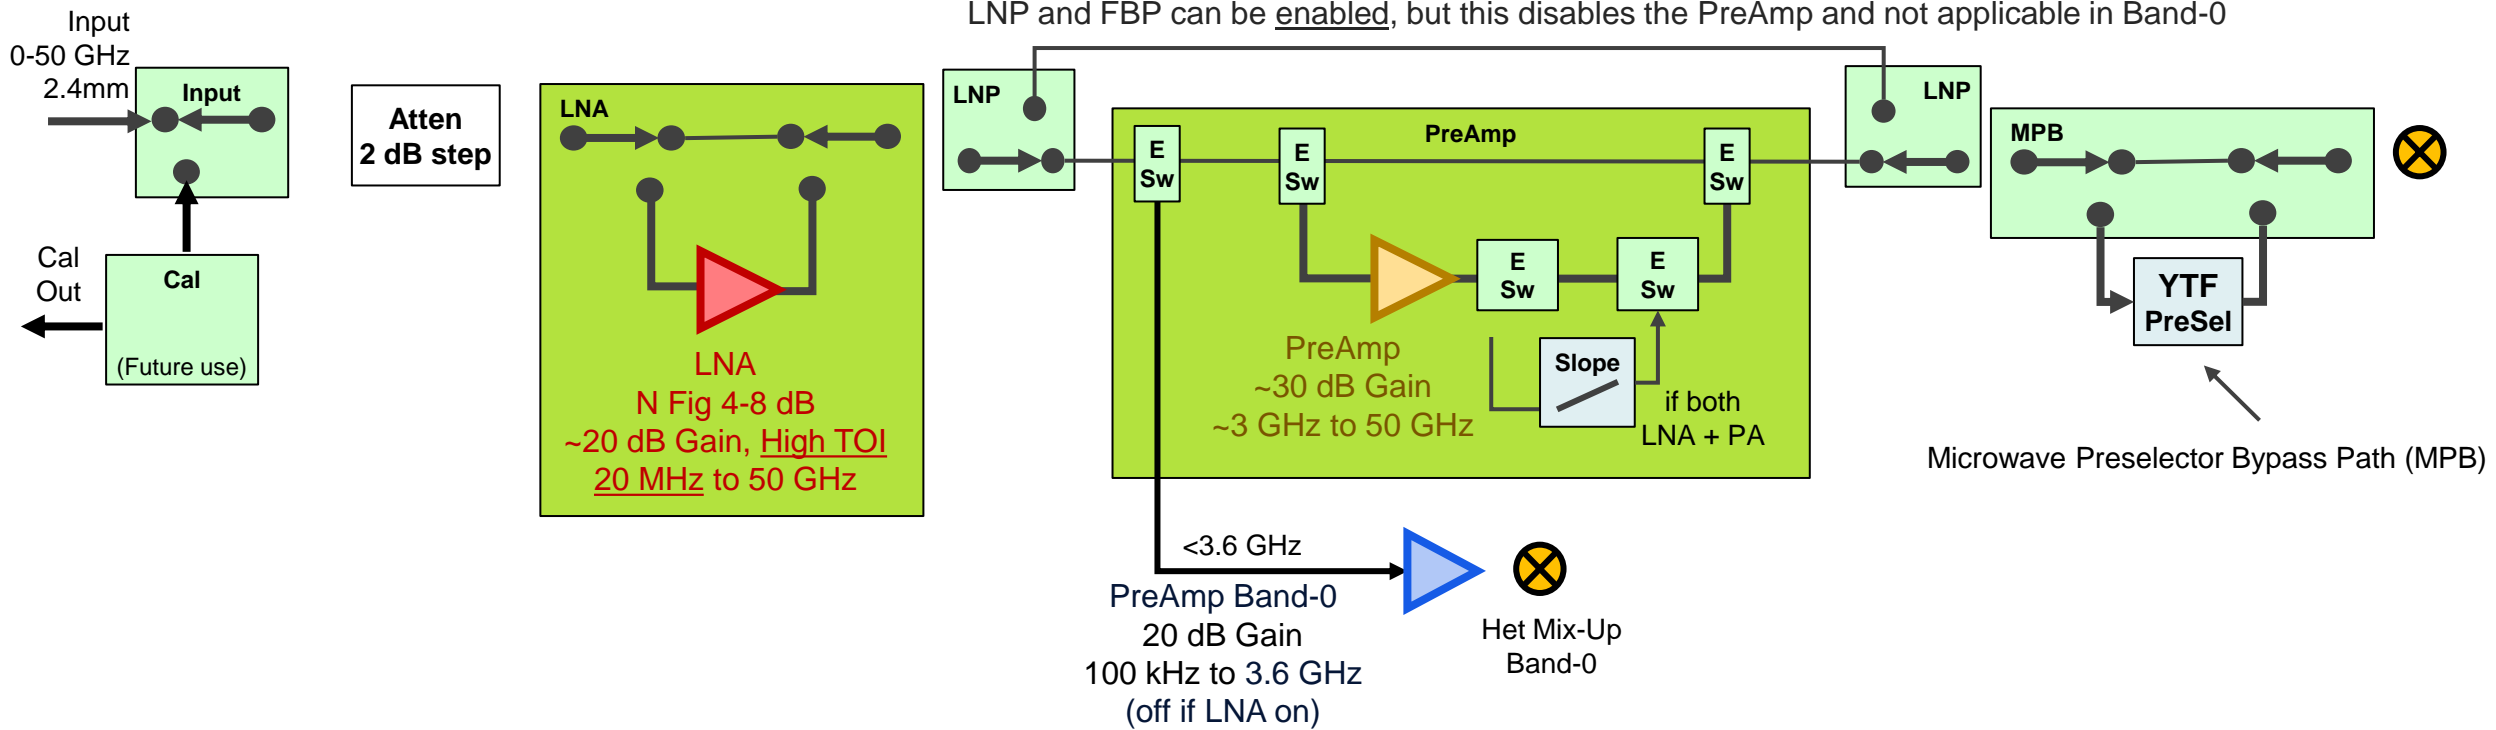 LNP and FBP can be enabled, but this disables the PreAmp and not applicable in Band-0
Input
0-50 GHz
2.4mm
Input
Cal
Out
Cal
(Future use)
Atten
2 dB step
LNA
LNA
N Fig 4-8 dB
~20 dB Gain, High TOI
20 MHz to 50 GHz
LNP
PreAmp
E
Sw
E
Sw
E
Sw
E
Sw
E
Sw
PreAmp
~30 dB Gain
~3 GHz to 50 GHz
Slope
if both
LNA + PA
<3.6 GHz
PreAmp Band-0
20 dB Gain
100 kHz to 3.6 GHz
(off if LNA on)
Het Mix-Up
Band-0
LNP
MPB
YTF
PreSel
Microwave Preselector Bypass Path (MPB)